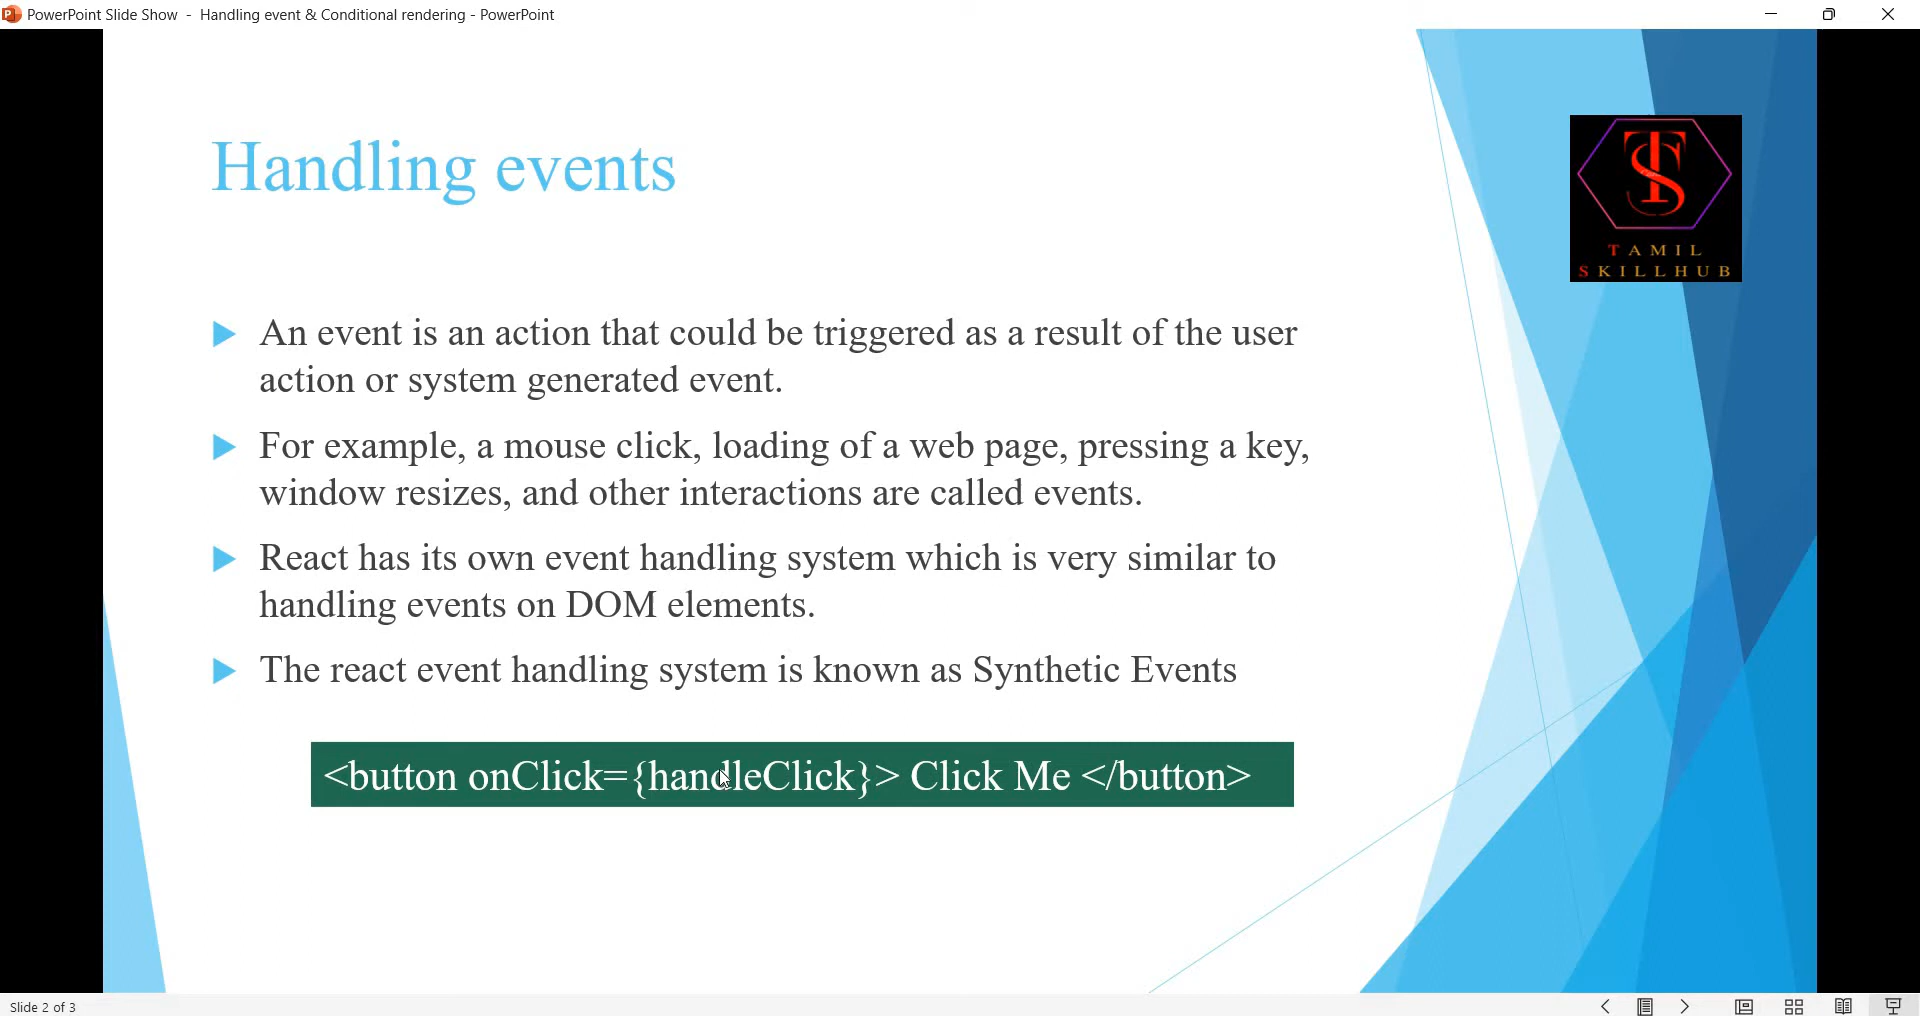 PowerPoint Slide Show - Handling event & Conditional rendering - PowerPoint
Handling events
TS
TAMIL
SKILLHUB
An event is an action that could be triggered as a result of the user
action or system generated event.
For example, a mouse click, loading of a web page, pressing a key,
window resizes, and other interactions are called events.
React has its own event handling system which is very similar to
handling events on DOM elements.
The react event handling system is known as Synthetic Events
<button onClick={handleClick}> Click Me </button>
Slide 2 of 3